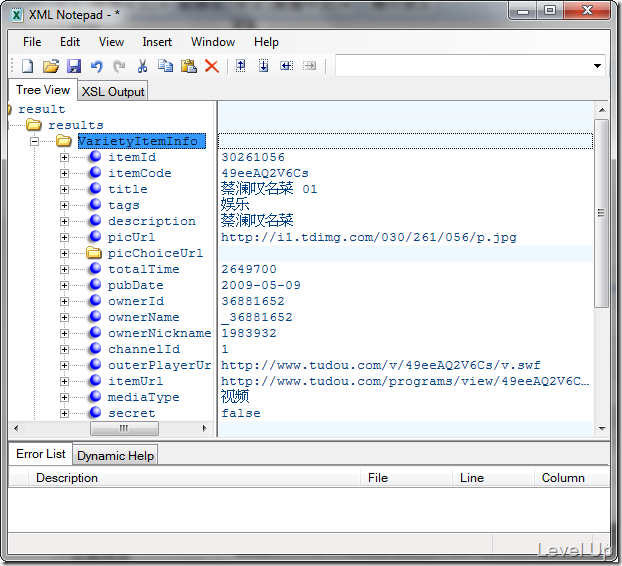 XML Notepad - *
File Edit View Insert Window Help
Tree View XSL Output
result
results
VarietyItemInfo
itemId 30261056
itemCode 49eeAQ2V6Cs
title 蔡澜叹名菜 01
tags 娱乐
description 蔡澜叹名菜
picUrl http://i1.tdimg.com/030/261/056/p.jpg
picChoiceUrl
totalTime 2649700
pubDate 2009-05-09
ownerId 36881652
ownerName _36881652
ownerNickname 1983932
channelId 1
outerPlayerUr http://www.tudou.com/v/49eeAQ2V6Cs/v.swf
itemUrl http://www.tudou.com/programs/view/49eeAQ2V6C...
mediaType 视频
secret false
Error List Dynamic Help
Description File Line Column
Level Up